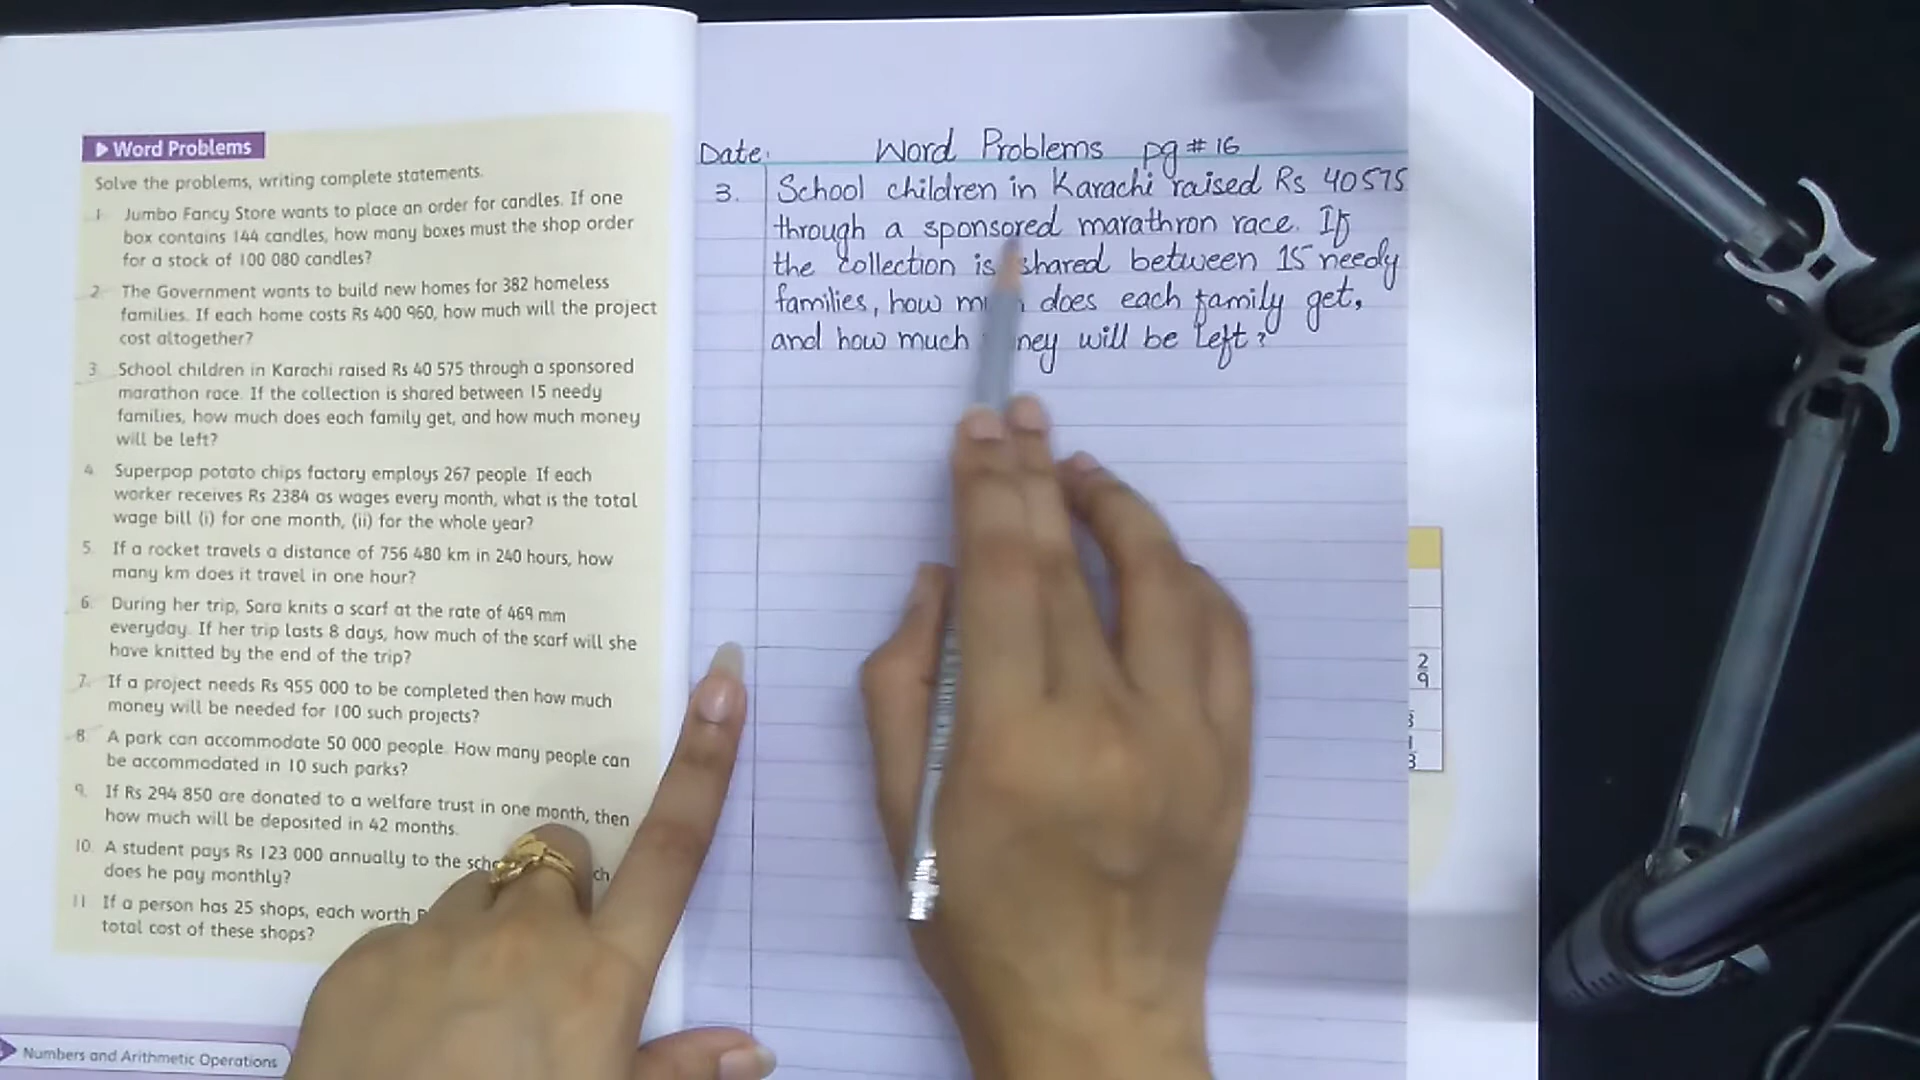 Word Problems
Solve the problems, writing complete statements.
1 Jumbo Fancy Store wants to place an order for candles. If one
box contains 144 candles, how many boxes must the shop order
for a stock of 100 080 candles?
2. The Government wants to build new homes for 382 homeless
families. If each home costs Rs 400 960, how much will the project
cost altogether?
3. School children in Karachi raised Rs 40 575 through a sponsored
marathon race. If the collection is shared between 15 needy
families, how much does each family get, and how much money
will be left?
4 Superpop potato chips factory employs 267 people. If each
worker receives Rs 2384 as wages every month, what is the total
wage bill (i) for one month, (ii) for the whole year?
5. If a rocket travels a distance of 756 480 km in 240 hours, how
many km does it travel in one hour?
6. During her trip, Sara knits a scarf at the rate of 469 mm
everyday. If her trip lasts 8 days, how much of the scarf will she
have knitted by the end of the trip?
7. If a project needs Rs 955 000 to be completed then how much
money will be needed for 100 such projects?
8. A park can accommodate 50 000 people. How many people can
be accommodated in 10 such parks?
9. If Rs 294 850 are donated to a welfare trust in one month, then
how much will be deposited in 42 months.
10. A student pays Rs 123 000 annually to the
does he pay monthly?
11 If a person has 25 shops, each worth
total cost of these shops?
Numbers and Arithmetic Operations
Date: Word Problems pg # 16
3. School children in Karachi raised Rs 40575
through a sponsored marathron race. If
the collection is shared between 15 needy
families, how does each family get,
and how much will be left?
2
9